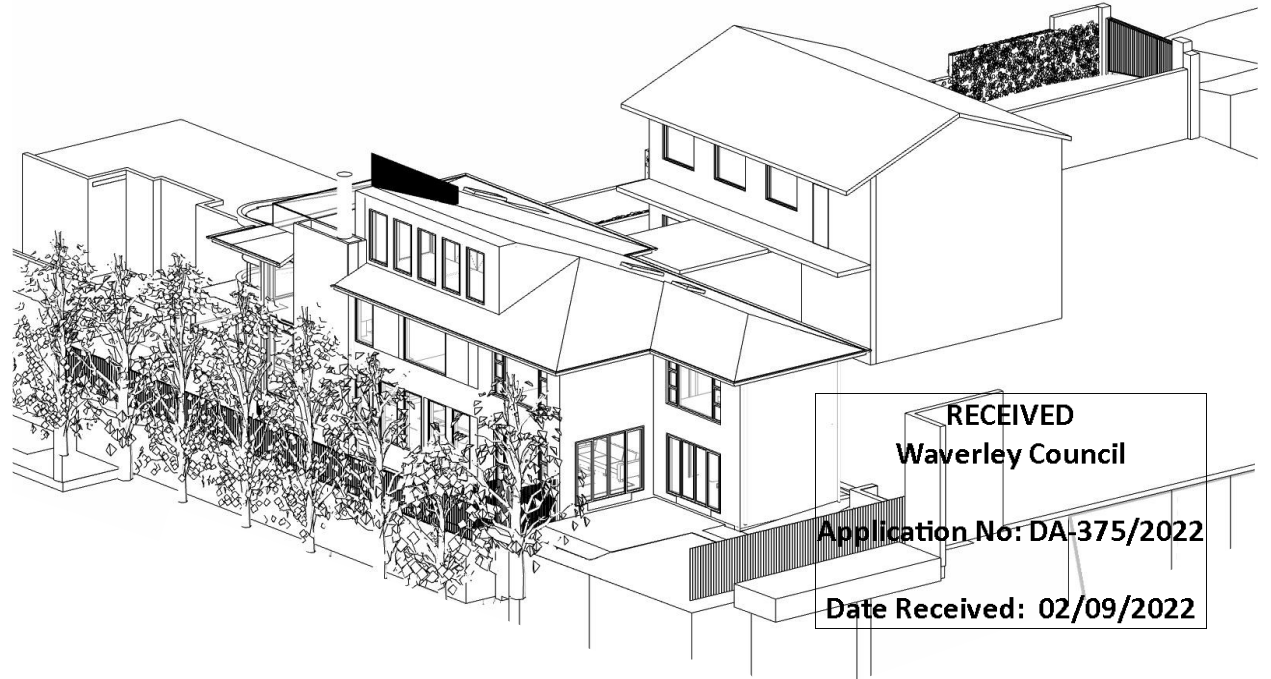 RECEIVED
Waverley Council
Application No: DA-375/2022
Date Received: 02/09/2022